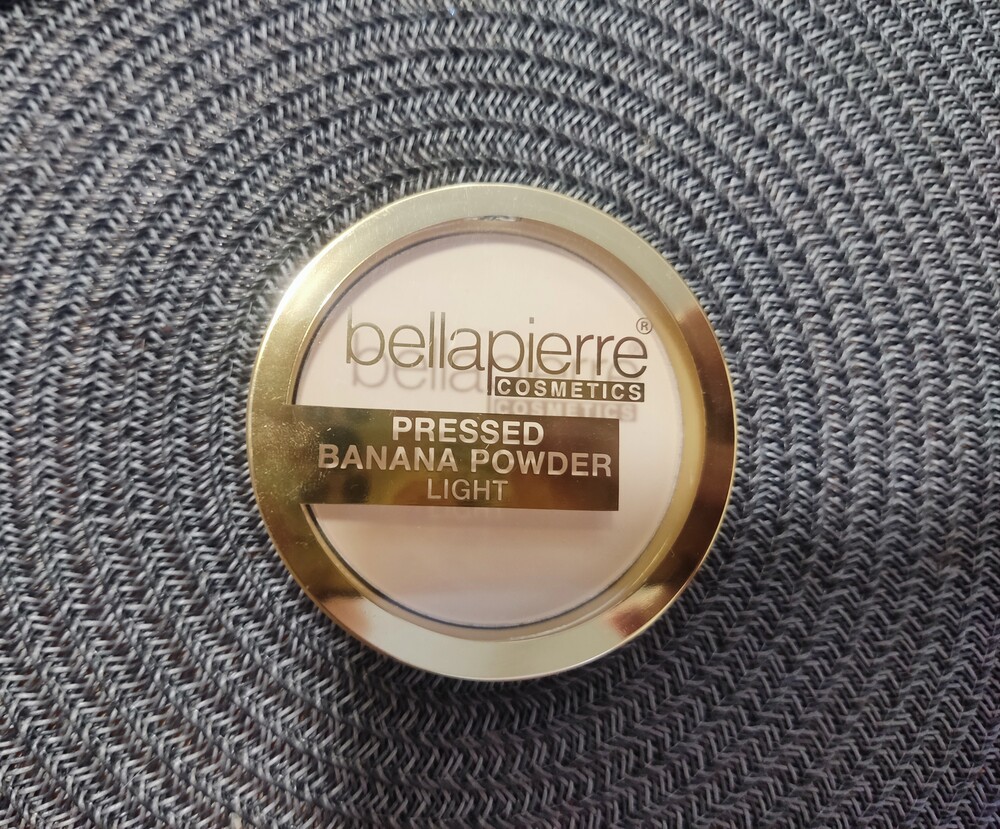 bellapierre®
COSMETICS
PRESSED
BANANA POWDER
LIGHT